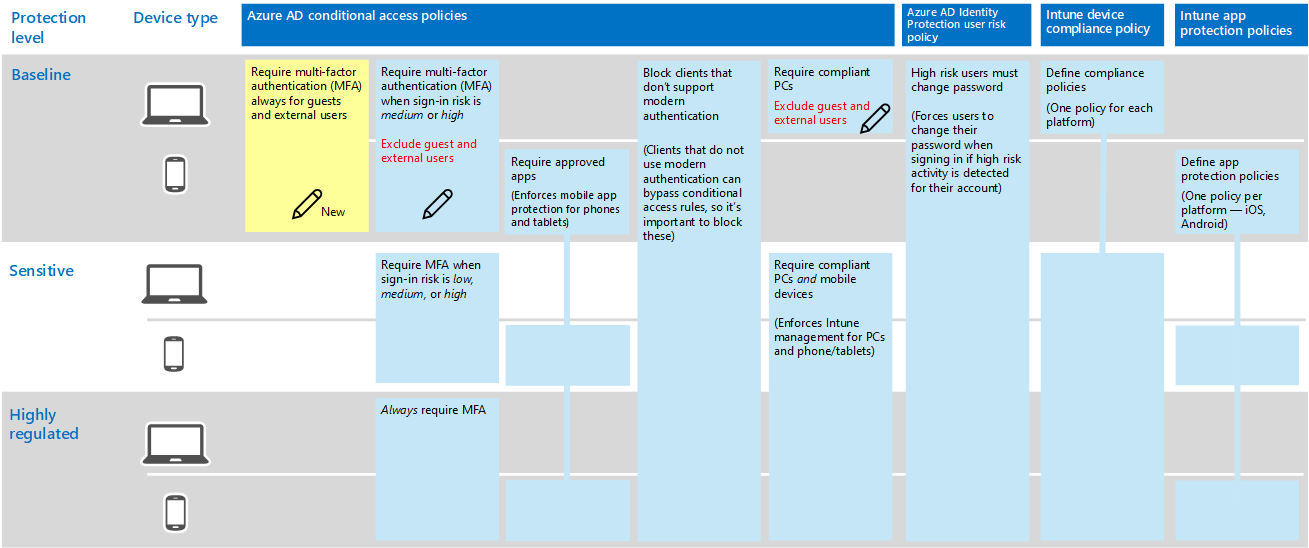 Protection
level
Device type
Azure AD conditional access policies
Azure AD Identity
Protection user risk
policy
Intune device
compliance policy
Intune app
protection policies
Baseline
Require multi-factor
authentication (MFA)
always for guests
and external users
New
Require multi-factor
authentication (MFA)
when sign-in risk is
medium or high
Exclude guest and
external users
Require approved
apps
(Enforces mobile app
protection for phones
and tablets)
Block clients that
don't support
modern
authentication
(Clients that do not
use modern
authentication can
bypass conditional
access rules, so it's
important to block
these)
Require compliant
PCs
Exclude guest and
external users
High risk users must
change password
(Forces users to
change their
password when
signing in if high risk
activity is detected
for their account)
Define compliance
policies
(One policy for each
platform)
Define app
protection policies
(One policy per
platform — iOS,
Android)
Sensitive
Require MFA when
sign-in risk is low,
medium, or high
Require compliant
PCs and mobile
devices
(Enforces Intune
management for PCs
and phone/tablets)
Highly
regulated
Always require MFA